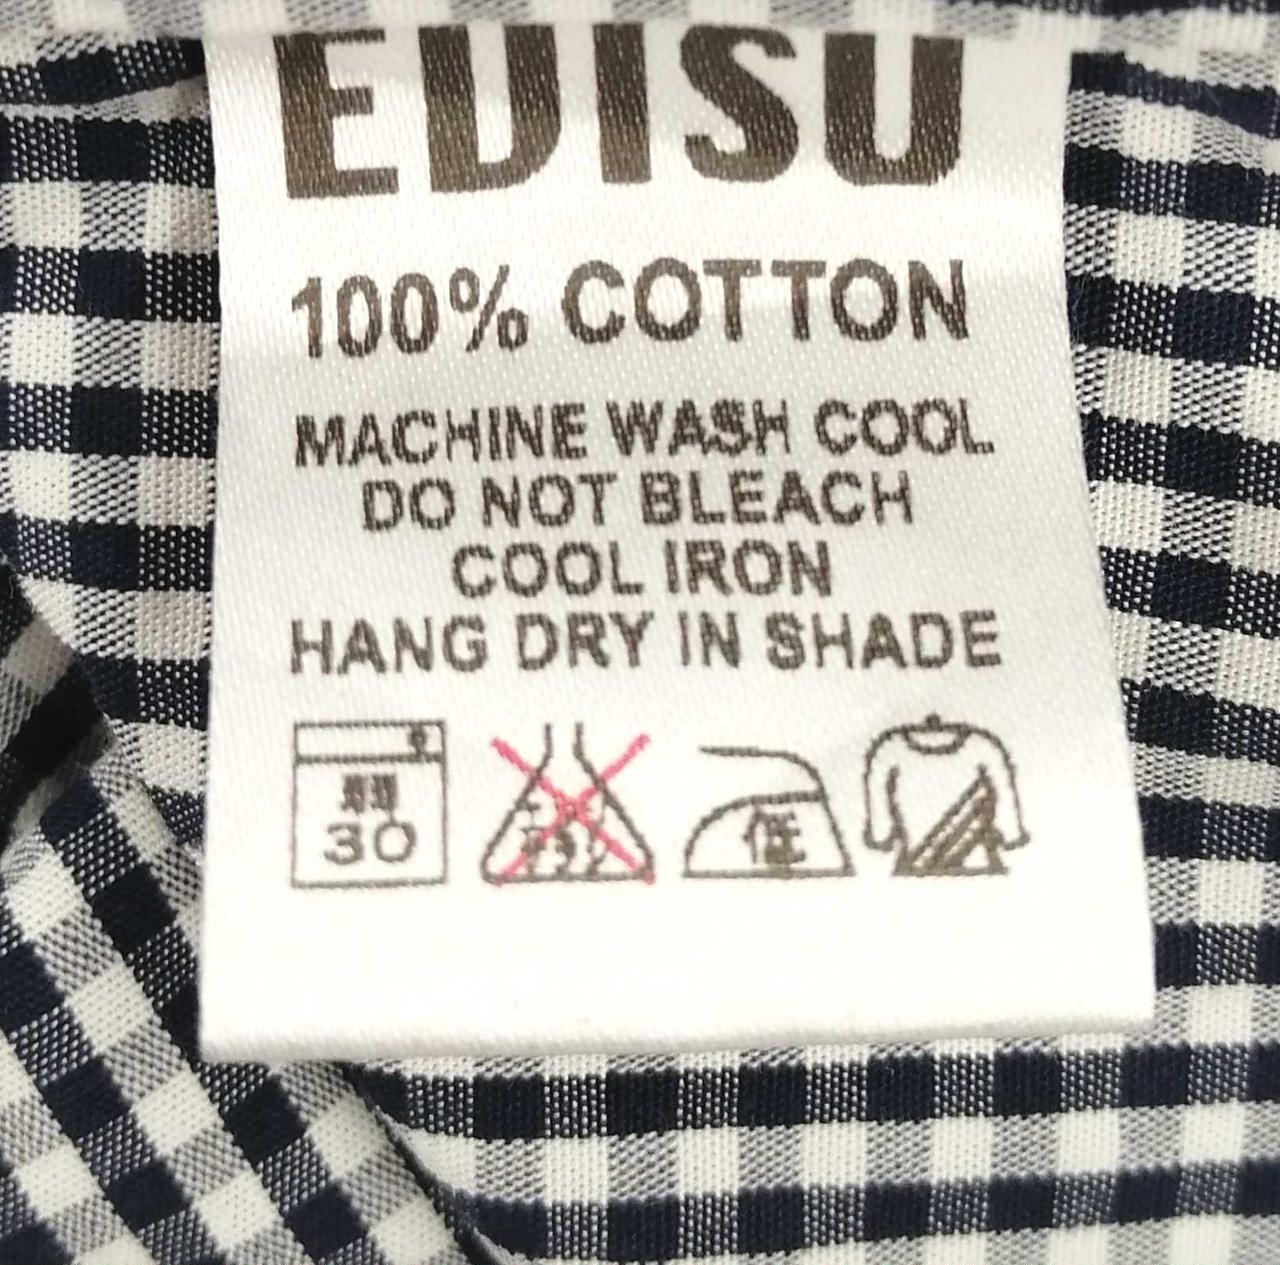 EDISU
100% COTTON
MACHINE WASH COOL
DO NOT BLEACH
COOL IRON
HANG DRY IN SHADE
30
低